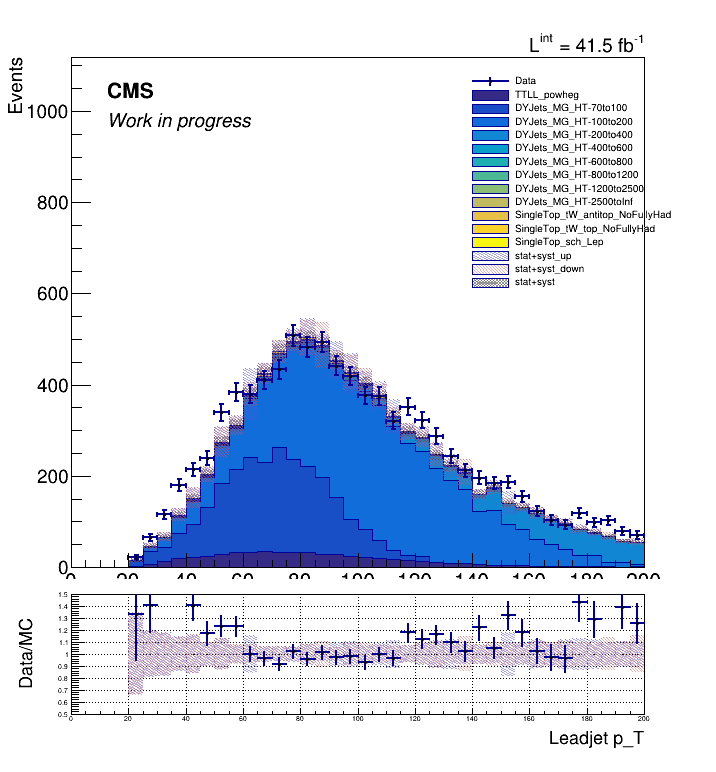 L^int = 41.5 fb^-1
Events
CMS
Work in progress
Data
TTLL_powheg
DYJets_MG_HT-70to100
DYJets_MG_HT-100to200
DYJets_MG_HT-200to400
DYJets_MG_HT-400to600
DYJets_MG_HT-600to800
DYJets_MG_HT-800to1200
DYJets_MG_HT-1200to2500
DYJets_MG_HT-2500toInf
SingleTop_tW_antitop_NoFullyHad
SingleTop_tW_top_NoFullyHad
SingleTop_sch_Lep
stat+syst_up
stat+syst_down
stat+syst
1000
800
600
400
200
0
0 20 40 60 80 100 120 140 160 180 200
Data/MC
1.5
1.4
1.3
1.2
1.1
1
0.9
0.8
0.7
0.6
0.5
0 20 40 60 80 100 120 140 160 180 200
Leadjet p_T